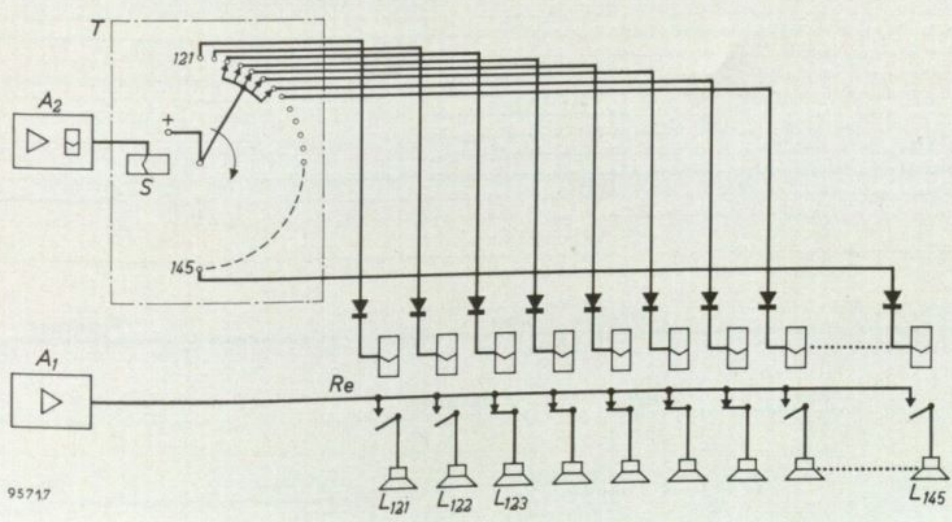 T
121
A₂
+
S
145
A₁
Re
L₁₂₁
L₁₂₂
L₁₂₃
L₁₄₅
95717